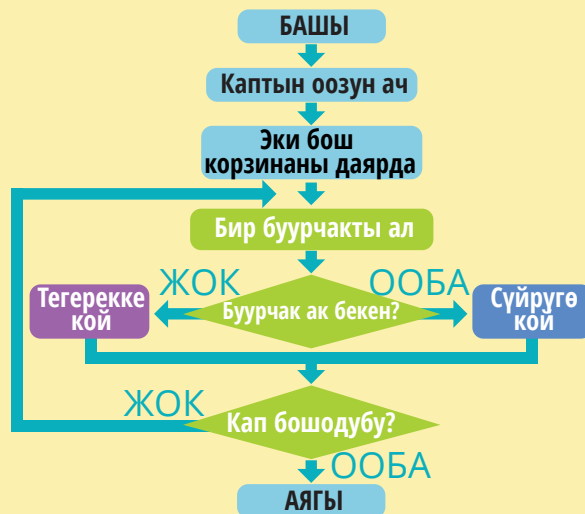 БАШЫ
Каптын оозун ач
Эки бош
корзинаны даярда
Бир буурчакты ал
ЖОК
ООБА
Тегерекке
кой
Буурчак ак бекен?
Сүйрүгө
кой
ЖОК
Кап бошодубу?
ООБА
АЯГЫ